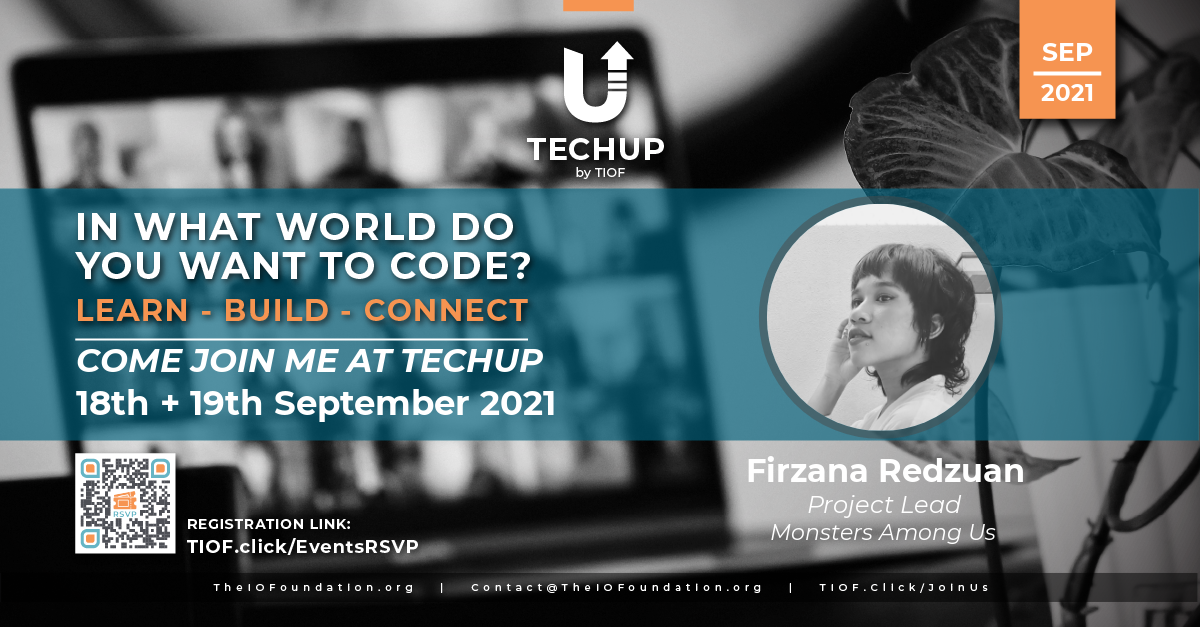 SEP
2021
TECHUP
by TIOF
IN WHAT WORLD DO
YOU WANT TO CODE?
LEARN - BUILD - CONNECT
COME JOIN ME AT TECHUP
18th + 19th September 2021
Firzana Redzuan
Project Lead
Monsters Among Us
RSVP
REGISTRATION LINK:
TIOF.click/EventsRSVP
TheIOFoundation.org | Contact@TheIOFoundation.org | TIOF.Click/JoinUs